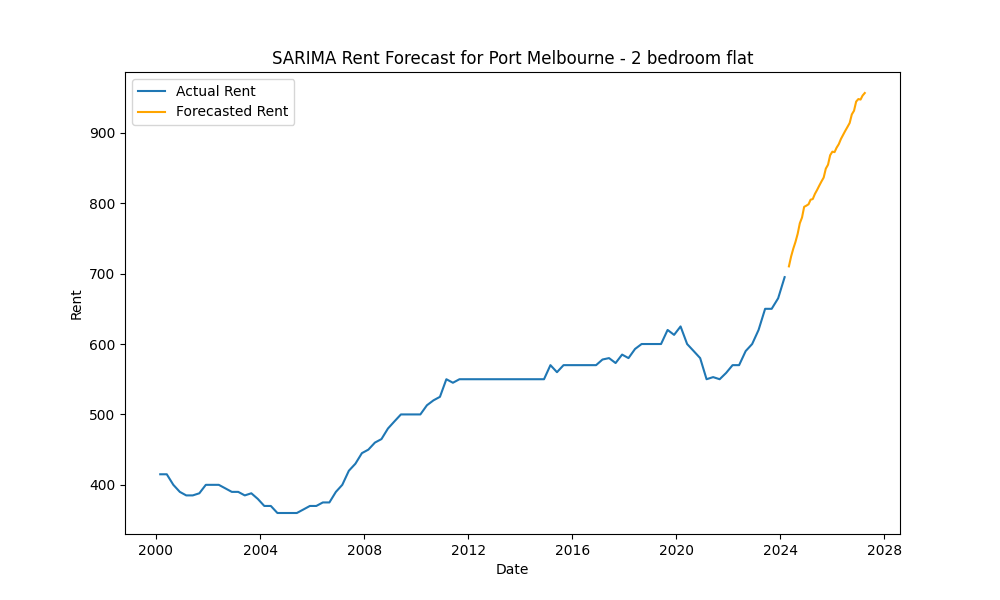 SARIMA Rent Forecast for Port Melbourne - 2 bedroom flat
Actual Rent
Forecasted Rent
900
800
700
600
500
400
Rent
2000 2004 2008 2012 2016 2020 2024 2028
Date